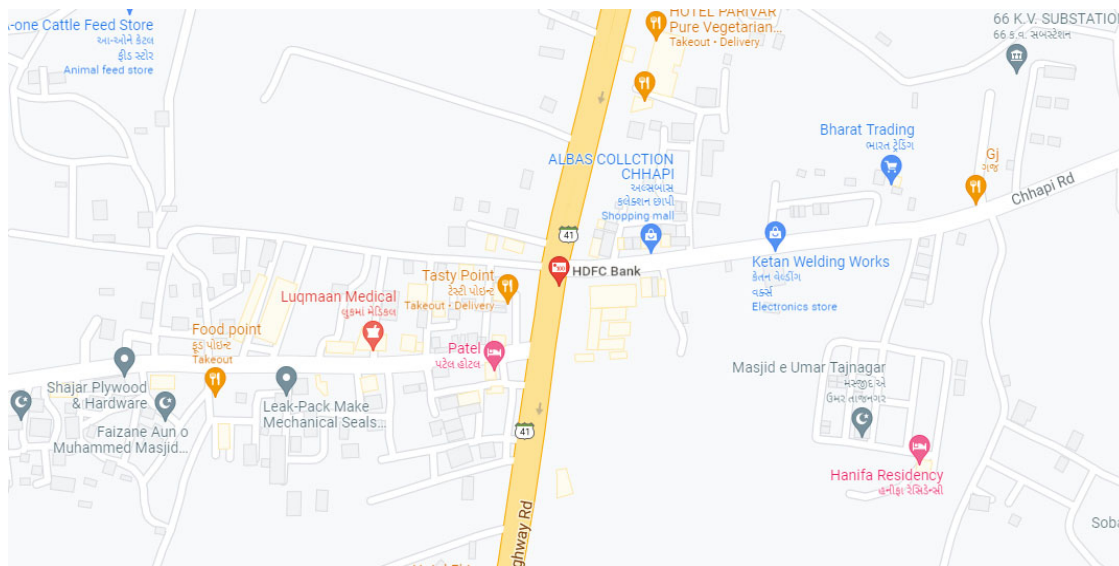 A-one Cattle Feed Store
આ-ઓને કેટલ
ફીડ સ્ટોર
Animal feed store
HOTEL PARIVAR
Pure Vegetarian...
Takeout • Delivery
66 K.V. SUBSTATION
66 ક.વ. સબસ્ટેશન
Bharat Trading
ભારત ટ્રેડિંગ
Gj
ગજ
Chhapi Rd
ALBAS COLLCTION
CHHAPI
અલ્સબોસ
કલેક્શન છાપી
Shopping mall
41
HDFC Bank
Ketan Welding Works
કેતન વેલ્ડીંગ
વર્ક્સ
Electronics store
Tasty Point
ટેસ્ટી પોઇન્ટ
Takeout • Delivery
Luqmaan Medical
લુકમાં મેડિકલ
Food point
ફૂડ પોઇન્ટ
Takeout
Patel
પટેલ હોટલ
Shajar Plywood
& Hardware
Leak-Pack Make
Mechanical Seals...
Faizane Aun o
Muhammed Masjid...
Masjid e Umar Tajnagar
મસ્જીદ એ
ઉમર તાજનગર
41
Hanifa Residency
હનીફા રેસિડેન્સી
ghway Rd
Soba